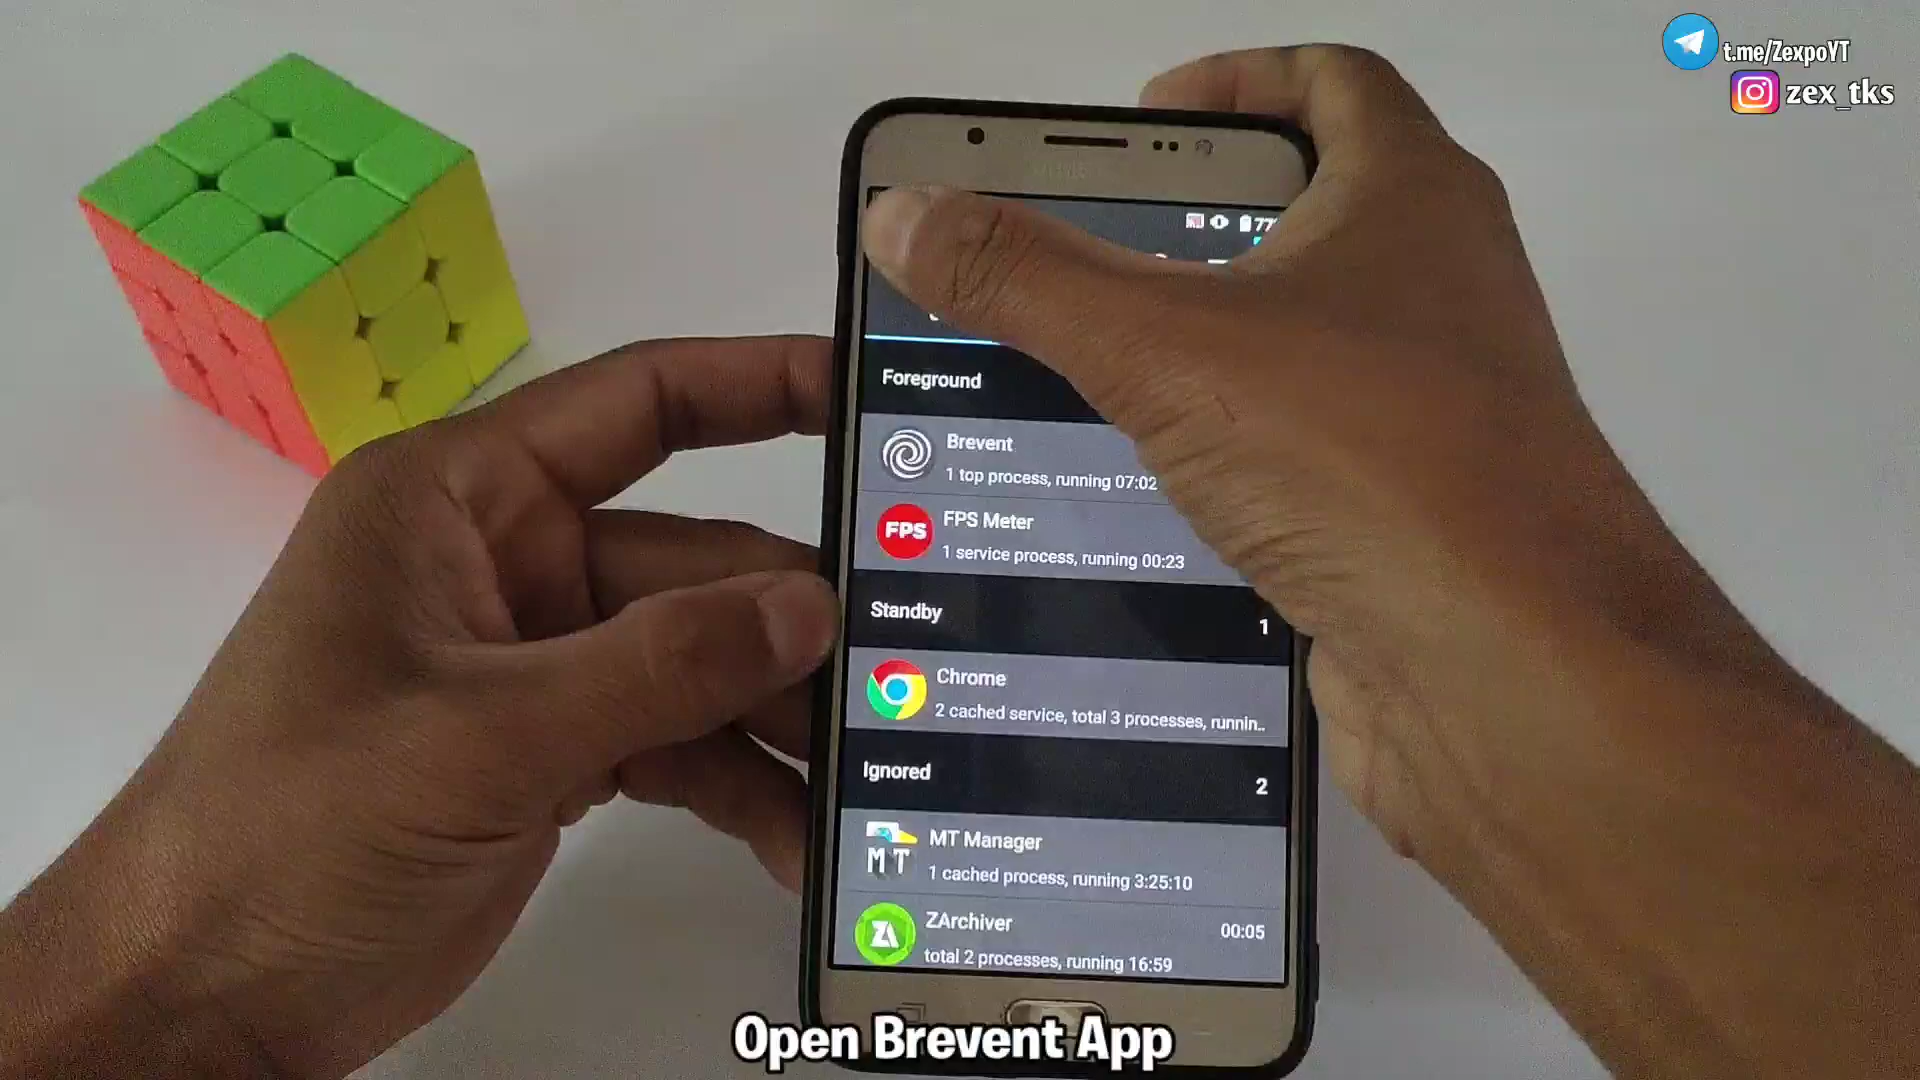 t.me/ZexpoYT
zex_tks
Foreground
Brevent
1 top process, running 07:02
FPS
FPS Meter
1 service process, running 00:23
Standby
1
Chrome
2 cached service, total 3 processes, runnin..
Ignored
2
MT
MT Manager
1 cached process, running 3:25:10
ZA
ZArchiver
00:05
total 2 processes, running 16:59
Open Brevent App